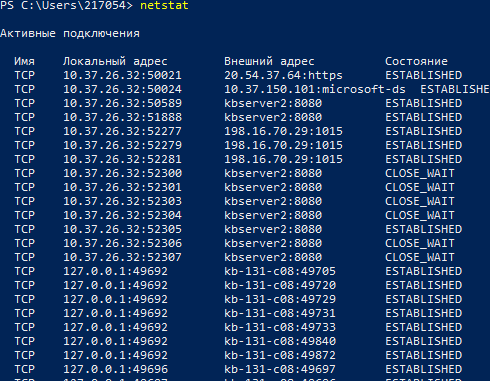 PS C:\Users\217054> netstat
Активные подключения
Имя Локальный адрес Внешний адрес Состояние
TCP 10.37.26.32:50021 20.54.37.64:https ESTABLISHED
TCP 10.37.26.32:50024 10.37.150.101:microsoft-ds ESTABLISHE
TCP 10.37.26.32:50589 kbserver2:8080 ESTABLISHED
TCP 10.37.26.32:51888 kbserver2:8080 ESTABLISHED
TCP 10.37.26.32:52277 198.16.70.29:1015 ESTABLISHED
TCP 10.37.26.32:52279 198.16.70.29:1015 ESTABLISHED
TCP 10.37.26.32:52281 198.16.70.29:1015 ESTABLISHED
TCP 10.37.26.32:52300 kbserver2:8080 CLOSE_WAIT
TCP 10.37.26.32:52301 kbserver2:8080 CLOSE_WAIT
TCP 10.37.26.32:52303 kbserver2:8080 CLOSE_WAIT
TCP 10.37.26.32:52304 kbserver2:8080 CLOSE_WAIT
TCP 10.37.26.32:52305 kbserver2:8080 ESTABLISHED
TCP 10.37.26.32:52306 kbserver2:8080 CLOSE_WAIT
TCP 10.37.26.32:52307 kbserver2:8080 CLOSE_WAIT
TCP 127.0.0.1:49692 kb-131-c08:49705 ESTABLISHED
TCP 127.0.0.1:49692 kb-131-c08:49720 ESTABLISHED
TCP 127.0.0.1:49692 kb-131-c08:49729 ESTABLISHED
TCP 127.0.0.1:49692 kb-131-c08:49731 ESTABLISHED
TCP 127.0.0.1:49692 kb-131-c08:49733 ESTABLISHED
TCP 127.0.0.1:49692 kb-131-c08:49840 ESTABLISHED
TCP 127.0.0.1:49692 kb-131-c08:49872 ESTABLISHED
TCP 127.0.0.1:49696 kb-131-c08:49697 ESTABLISHED
TCP 127.0.0.1:49697 kb-131-c08:49696 ESTABLISHED